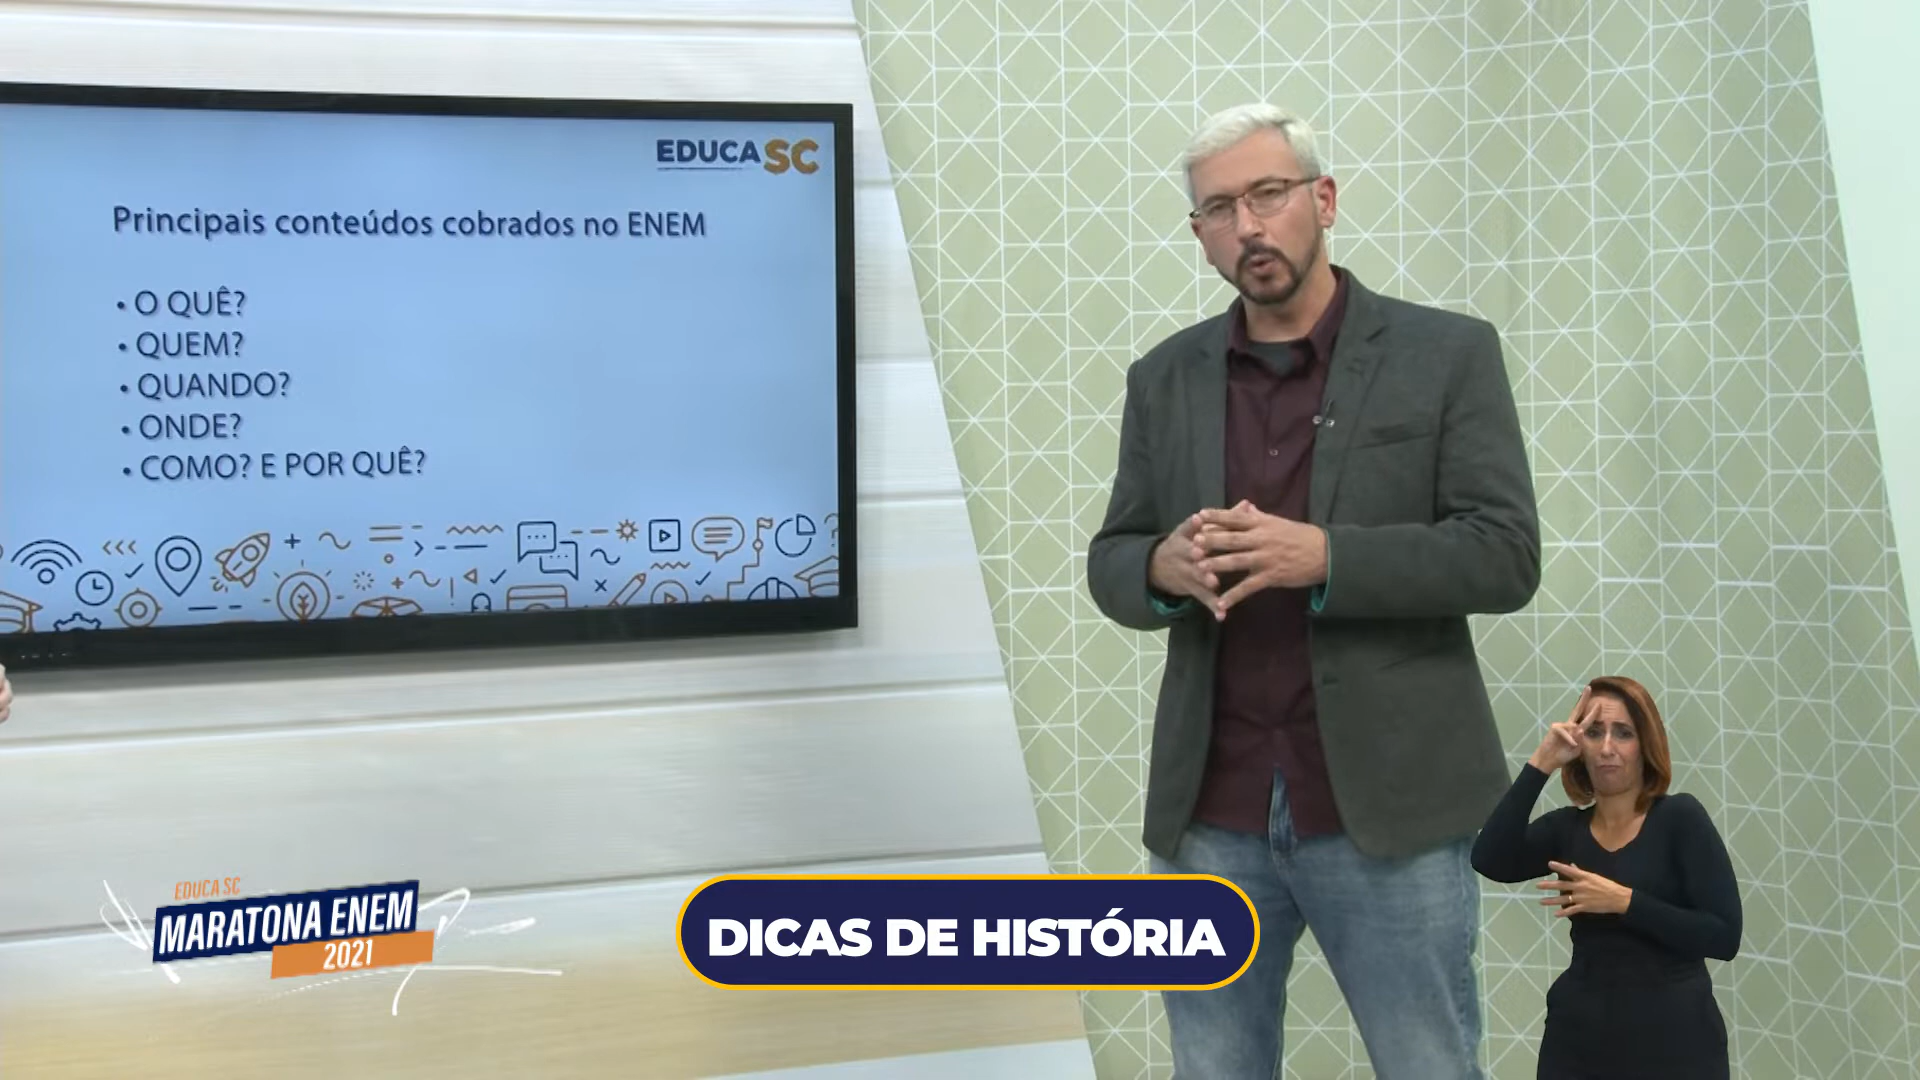 EDUCA SC
Principais conteúdos cobrados no ENEM
• O QUÊ?
• QUEM?
• QUANDO?
• ONDE?
• COMO? E POR QUÊ?
EDUCA SC
MARATONA ENEM
2021
DICAS DE HISTÓRIA